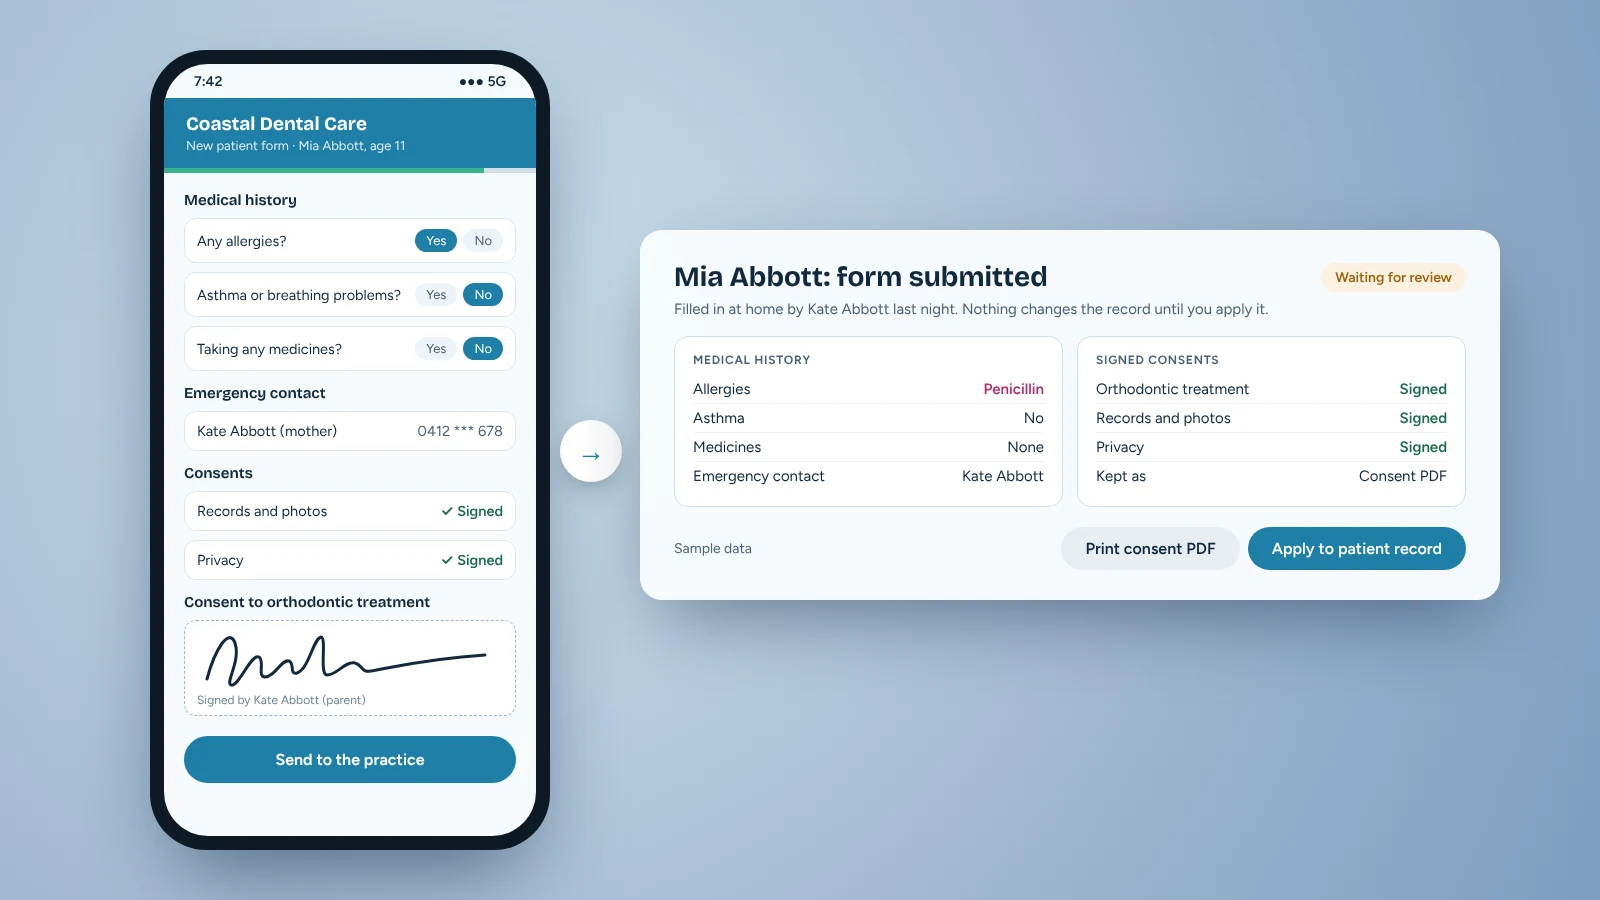 7:42 ●●● 5G
Coastal Dental Care
New patient form · Mia Abbott, age 11
Medical history
Any allergies? Yes No
Asthma or breathing problems? Yes No
Taking any medicines? Yes No
Emergency contact
Kate Abbott (mother) 0412 *** 678
Consents
Records and photos ✓ Signed
Privacy ✓ Signed
Consent to orthodontic treatment
Signed by Kate Abbott (parent)
Send to the practice
→
Mia Abbott: form submitted
Waiting for review
Filled in at home by Kate Abbott last night. Nothing changes the record until you apply it.
MEDICAL HISTORY
Allergies Penicillin
Asthma No
Medicines None
Emergency contact Kate Abbott
SIGNED CONSENTS
Orthodontic treatment Signed
Records and photos Signed
Privacy Signed
Kept as Consent PDF
Sample data
Print consent PDF
Apply to patient record